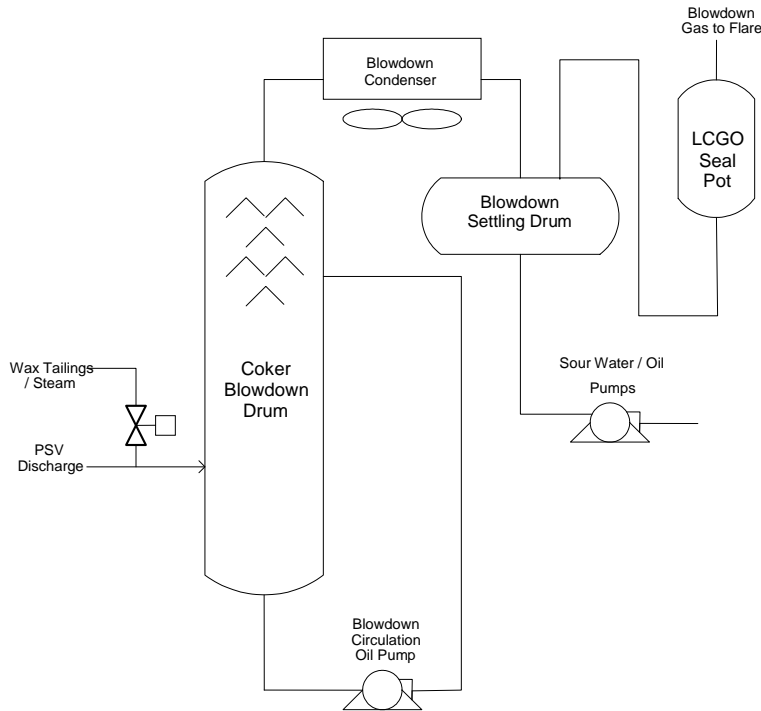 Blowdown
Gas to Flare
Blowdown
Condenser
LCGO
Seal
Pot
Blowdown
Settling Drum
Wax Tailings
/ Steam
Coker
Blowdown
Drum
Sour Water / Oil
Pumps
PSV
Discharge
Blowdown
Circulation
Oil Pump